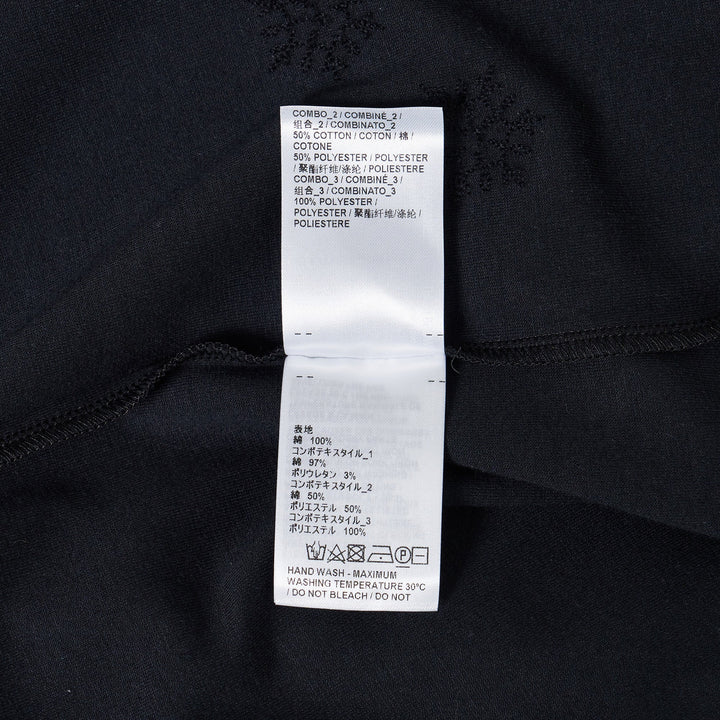 COMBO_2 / COMBINÉ_2 /
组合_2 / COMBINATO_2
50% COTTON / COTON / 棉 /
COTONE
50% POLYESTER / POLYESTER
/ 聚酯纤维/涤纶 / POLIESTERE
COMBO_3 / COMBINÉ_3 /
组合_3 / COMBINATO_3
100% POLYESTER /
POLYESTER / 聚酯纤维/涤纶 /
POLIESTERE
表地
綿 100%
コンポテキスタイル_1
綿 97%
ポリウレタン 3%
コンポテキスタイル_2
綿 50%
ポリエステル 50%
コンポテキスタイル_3
ポリエステル 100%
P
HAND WASH - MAXIMUM
WASHING TEMPERATURE 30°C
/ DO NOT BLEACH / DO NOT